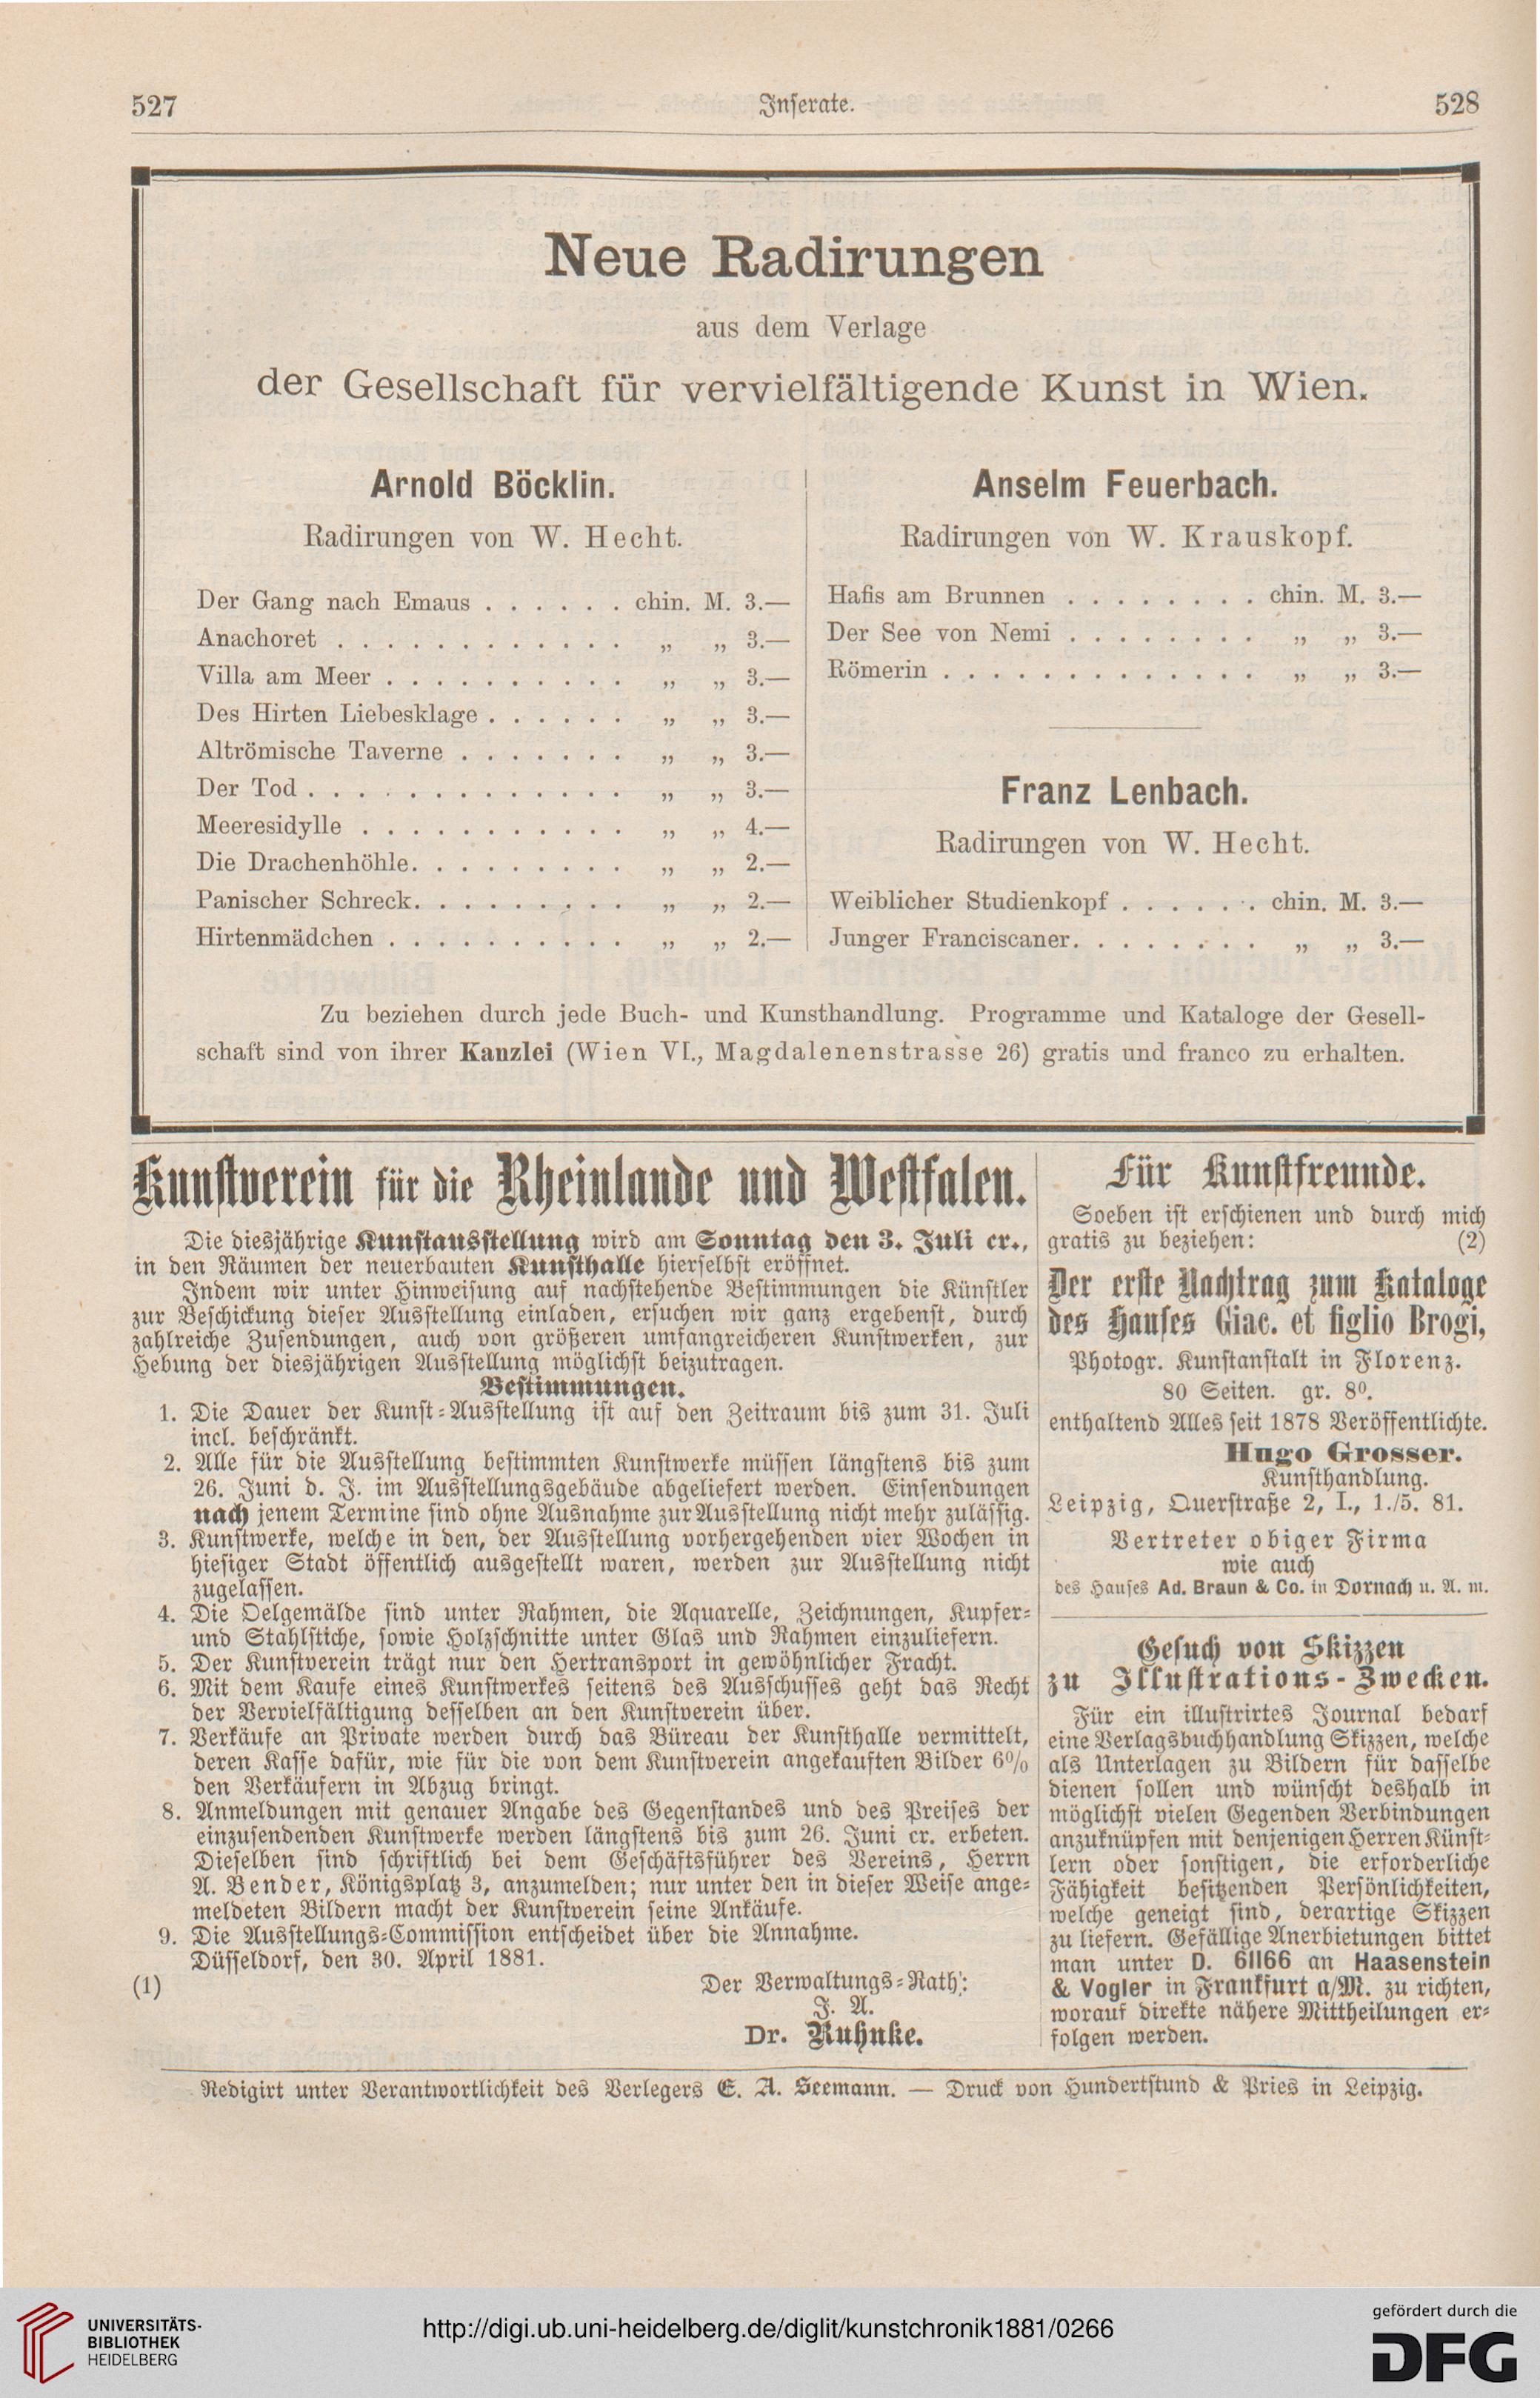 527
Inserate.
528
Neue Radirungen
aus dem Verlage
der Gesellschaft für vervielfältigende Kunst in Wien.
Arnold Böcklin.
Radirungen von W. Hecht.
Der Gang nach Emaus . . . . . . chin. M. 3.—
Anachoret . . . . . . . . . . . . „ „ 3.—
Villa am Meer . . . . . . . . . . „ „ 3.—
Des Hirten Liebesklage . . . . . . „ „ 3.—
Altrömische Taverne . . . . . . . „ „ 3.—
Der Tod . . . . . . . . . . . . . „ „ 3.—
Meeresidylle . . . . . . . . . . . „ „ 4.—
Die Drachenhöhle. . . . . . . . . „ „ 2.—
Panischer Schreck. . . . . . . . . „ „ 2.—
Hirtenmädchen . . . . . . . . . . „ „ 2.—
Anselm Feuerbach.
Radirungen von W. Krauskopf.
Hafis am Brunnen . . . . . . . . chin. M. 3.—
Der See von Nemi . . . . . . . . „ „ 3.—
Römerin . . . . . . . . . . . . . „ „ 3.—
Franz Lenbach.
Radirungen von W. Hecht.
Weiblicher Studienkopf . . . . . . chin. M. 3.—
Junger Franciscaner. . . . . . . . „ „ 3.—
Zu beziehen durch jede Buch- und Kunsthandlung. Programme und Kataloge der Gesell-
schaft sind von ihrer Kanzlei (Wien VI., Magdalenenstrasse 26) gratis und franco zu erhalten.
Kunstverein für die Rheinlande und Westfalen.
Die diesjährige Kunstausstellung wird am Sonntag den 3. Juli cr.,
in den Räumen der neuerbauten Kunsthalle hierselbst eröffnet.
Indem wir unter Hinweisung auf nachstehende Bestimmungen die Künstler
zur Beschickung dieser Ausstellung einladen, ersuchen wir ganz ergebenst, durch
zahlreiche Zusendungen, auch von größeren umfangreicheren Kunstwerken, zur
Hebung der diesjährigen Ausstellung möglichst beizutragen.
Bestimmungen.
1. Die Dauer der Kunst-Ausstellung ist auf den Zeitraum bis zum 31. Juli
incl. beschränkt.
2. Alle für die Ausstellung bestimmten Kunstwerke müssen längstens bis zum
26. Juni d. J. im Ausstellungsgebäude abgeliefert werden. Einsendungen
nach jenem Termine sind ohne Ausnahme zur Ausstellung nicht mehr zulässig.
3. Kunstwerke, welche in den, der Ausstellung vorhergehenden vier Wochen in
hiesiger Stadt öffentlich ausgestellt waren, werden zur Ausstellung nicht
zugelassen.
4. Die Oelgemälde sind unter Rahmen, die Aquarelle, Zeichnungen, Kupfer-
und Stahlstiche, sowie Holzschnitte unter Glas und Rahmen einzuliefern.
5. Der Kunstverein trägt nur den Hertransport in gewöhnlicher Fracht.
6. Mit dem Kaufe eines Kunstwerkes seitens des Ausschusses geht das Recht
der Vervielfältigung desselben an den Kunstverein über.
7. Verkäufe an Private werden durch das Büreau der Kunsthalle vermittelt,
deren Kasse dafür, wie für die von dem Kunstverein angekauften Bilder 6%
den Verkäufern in Abzug bringt.
8. Anmeldungen mit genauer Angabe des Gegenstandes und des Preises der
einzusendenden Kunstwerke werden längstens bis zum 26. Juni cr. erbeten.
Dieselben sind schriftlich bei dem Geschäftsführer des Vereins, Herrn
A. Bender, Königsplatz 3, anzumelden; nur unter den in dieser Weise ange-
meldeten Bildern macht der Kunstverein seine Ankäufe.
9. Die Ausstellungs-Commission entscheidet über die Annahme.
Düsseldorf, den 30. April 1881.
(1)
Der Verwaltungs-Rath:
J. A.
Dr. Ruhnke.
Für Kunstfreunde.
Soeben ist erschienen und durch mich
gratis zu beziehen: (2)
Der erste Nachtrag zum Kataloge
des Hauses Giac. et figlio Brogi,
Photogr. Kunstanstalt in Florenz.
80 Seiten. gr. 8º.
enthaltend Alles seit 1878 Veröffentlichte.
Hugo Grosser.
Kunsthandlung.
Leipzig, Querstraße 2, I., 1./5. 81.
Vertreter obiger Firma
wie auch
des Hauses Ad. Braun & Co. in Dornach u. A. m.
Gesuch von Skizzen
zu Illustrations-Zwecken.
Für ein illustrirtes Journal bedarf
eine Verlagsbuchhandlung Skizzen, welche
als Unterlagen zu Bildern für dasselbe
dienen sollen und wünscht deshalb in
möglichst vielen Gegenden Verbindungen
anzuknüpfen mit denjenigen Herren Künst-
lern oder sonstigen, die erforderliche
Fähigkeit besitzenden Persönlichkeiten,
welche geneigt sind, derartige Skizzen
zu liefern. Gefällige Anerbietungen bittet
man unter D. 61166 an Haasenstein
& Vogler in Frankfurt a/M. zu richten,
worauf direkte nähere Mittheilungen er-
folgen werden.
Redigirt unter Verantwortlichkeit des Verlegers E. A. Seemann. — Druck von Hundertstund & Pries in Leipzig.
UNIVERSITÄTS-
BIBLIOTHEK
HEIDELBERG
http://digi.ub.uni-heidelberg.de/diglit/kunstchronik1881/0266
gefördert durch die
DFG